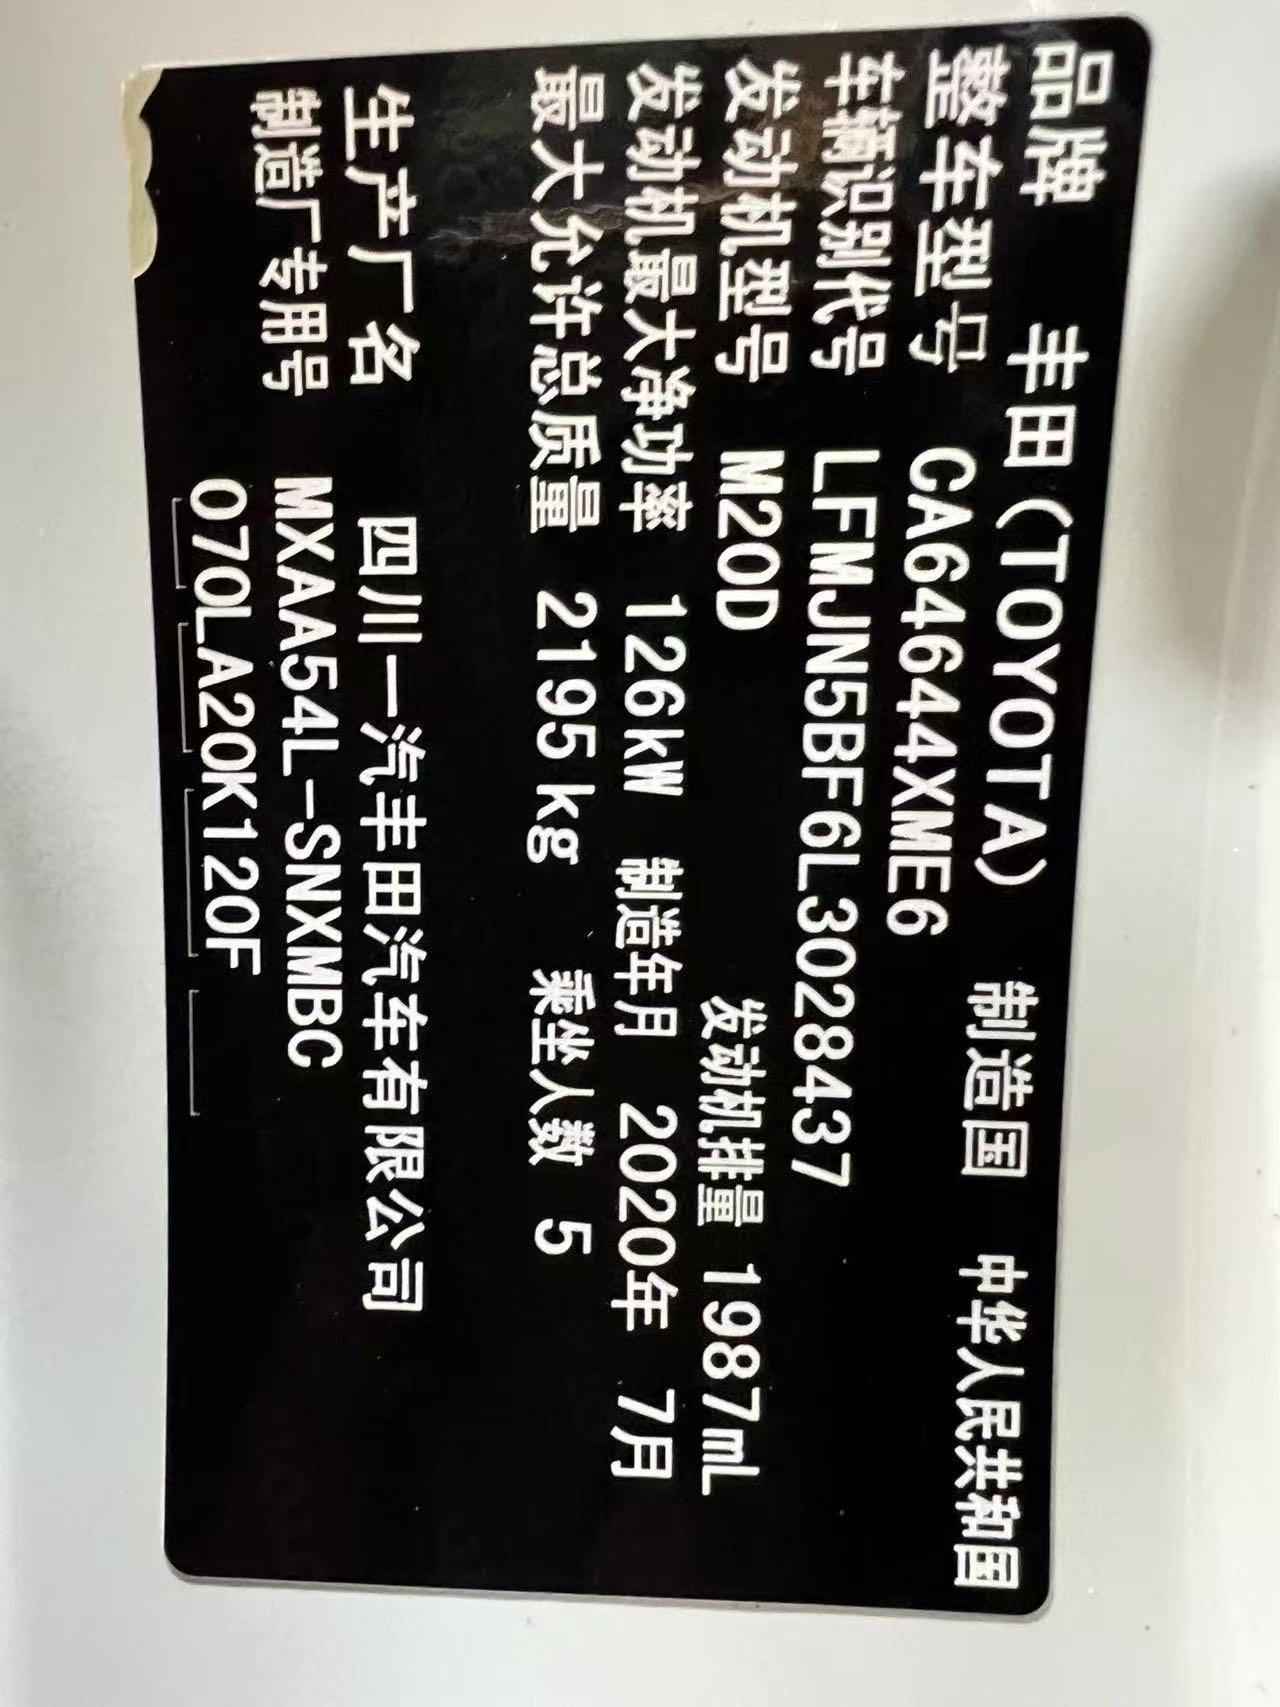 品牌 丰田(TOYOTA) 制造国 中华人民共和国
整车型号 CA64644XME6
车辆识别代号 LFMJN5BF6L3028437
发动机型号 M20D 发动机排量 1987mL
发动机最大净功率 126kW 制造年月 2020年 7月
最大允许总质量 2195kg 乘坐人数 5
生产厂名 四川一汽丰田汽车有限公司
制造厂专用号 MXAA54L-SNXMBC
070LA20K120F